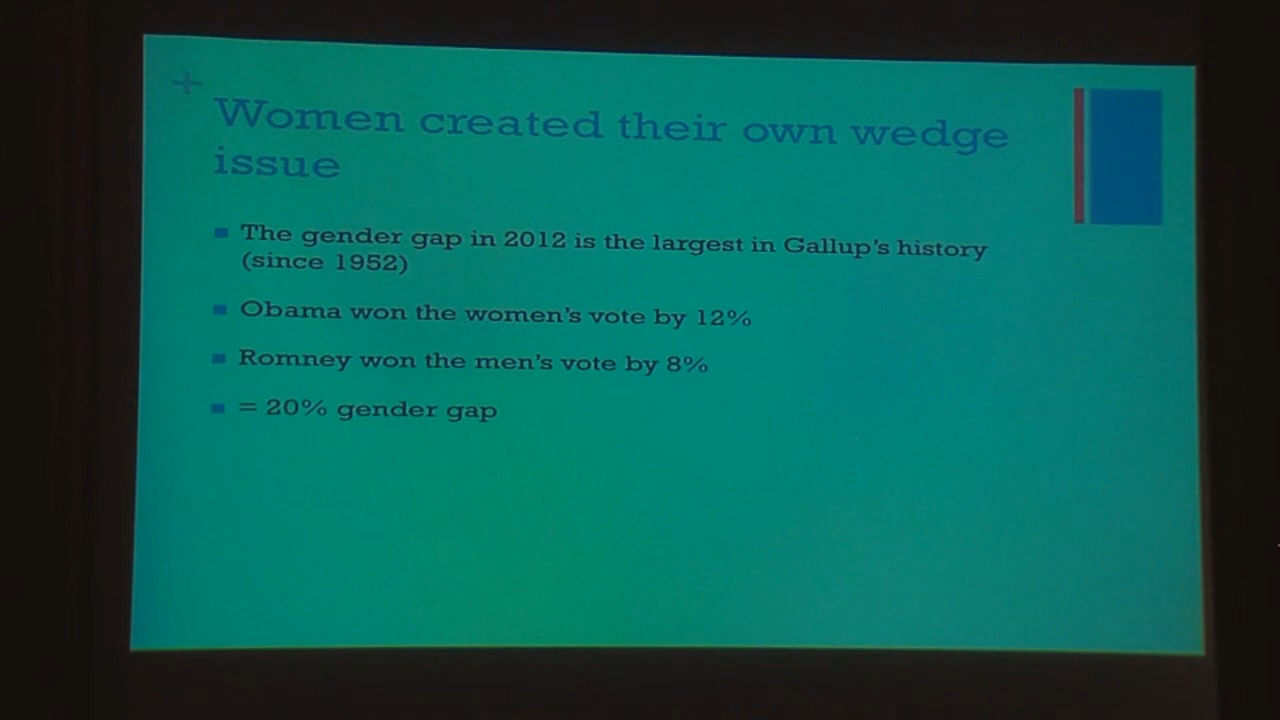 +
Women created their own wedge
issue
The gender gap in 2012 is the largest in Gallup's history
(since 1952)
Obama won the women's vote by 12%
Romney won the men's vote by 8%
= 20% gender gap